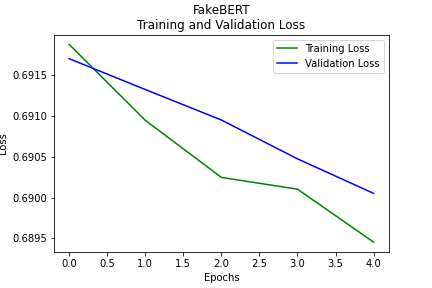 FakeBERT
Training and Validation Loss
Training Loss
Validation Loss
0.6915
0.6910
0.6905
0.6900
0.6895
Loss
0.0 0.5 1.0 1.5 2.0 2.5 3.0 3.5 4.0
Epochs